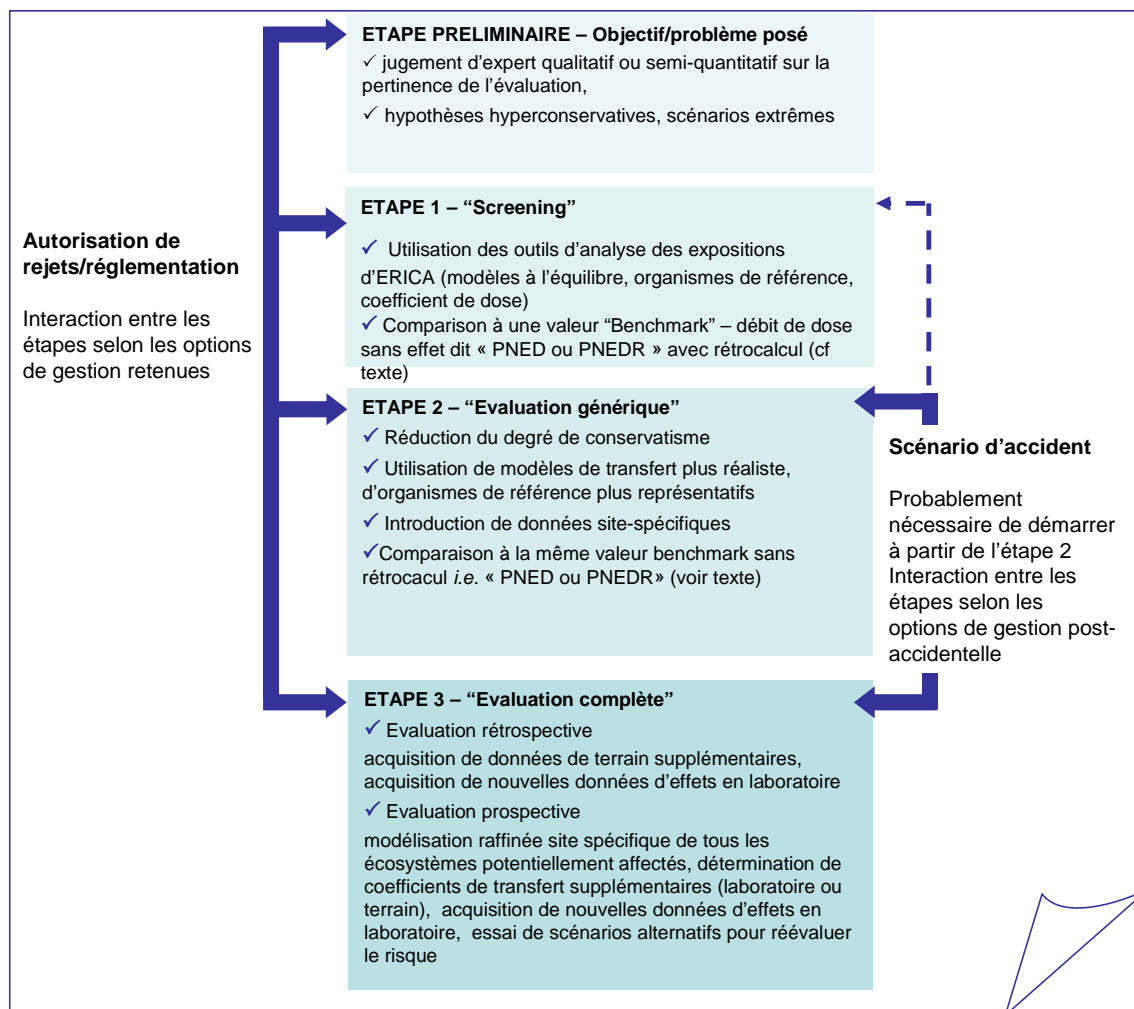 ETAPE PRELIMINAIRE – Objectif/problème posé
✓ jugement d'expert qualitatif ou semi-quantitatif sur la
pertinence de l'évaluation,
✓ hypothèses hyperconservatives, scénarios extrêmes
Autorisation de
rejets/réglementation
Interaction entre les
étapes selon les options
de gestion retenues
ETAPE 1 – “Screening”
✓ Utilisation des outils d'analyse des expositions
d'ERICA (modèles à l'équilibre, organismes de référence,
coefficient de dose)
✓ Comparison à une valeur “Benchmark” – débit de dose
sans effet dit « PNED ou PNEDR » avec rétrocalcul (cf
texte)
ETAPE 2 – “Evaluation générique”
✓ Réduction du degré de conservatisme
✓ Utilisation de modèles de transfert plus réaliste,
d'organismes de référence plus représentatifs
✓ Introduction de données site-spécifiques
✓Comparaison à la même valeur benchmark sans
rétrocacul i.e. « PNED ou PNEDR» (voir texte)
Scénario d'accident
Probablement
nécessaire de démarrer
à partir de l'étape 2
Interaction entre les
étapes selon les
options de gestion post-
accidentelle
ETAPE 3 – “Evaluation complète”
✓ Evaluation rétrospective
acquisition de données de terrain supplémentaires,
acquisition de nouvelles données d'effets en laboratoire
✓ Evaluation prospective
modélisation raffinée site spécifique de tous les
écosystèmes potentiellement affectés, détermination de
coefficients de transfert supplémentaires (laboratoire ou
terrain), acquisition de nouvelles données d'effets en
laboratoire, essai de scénarios alternatifs pour réévaluer
le risque